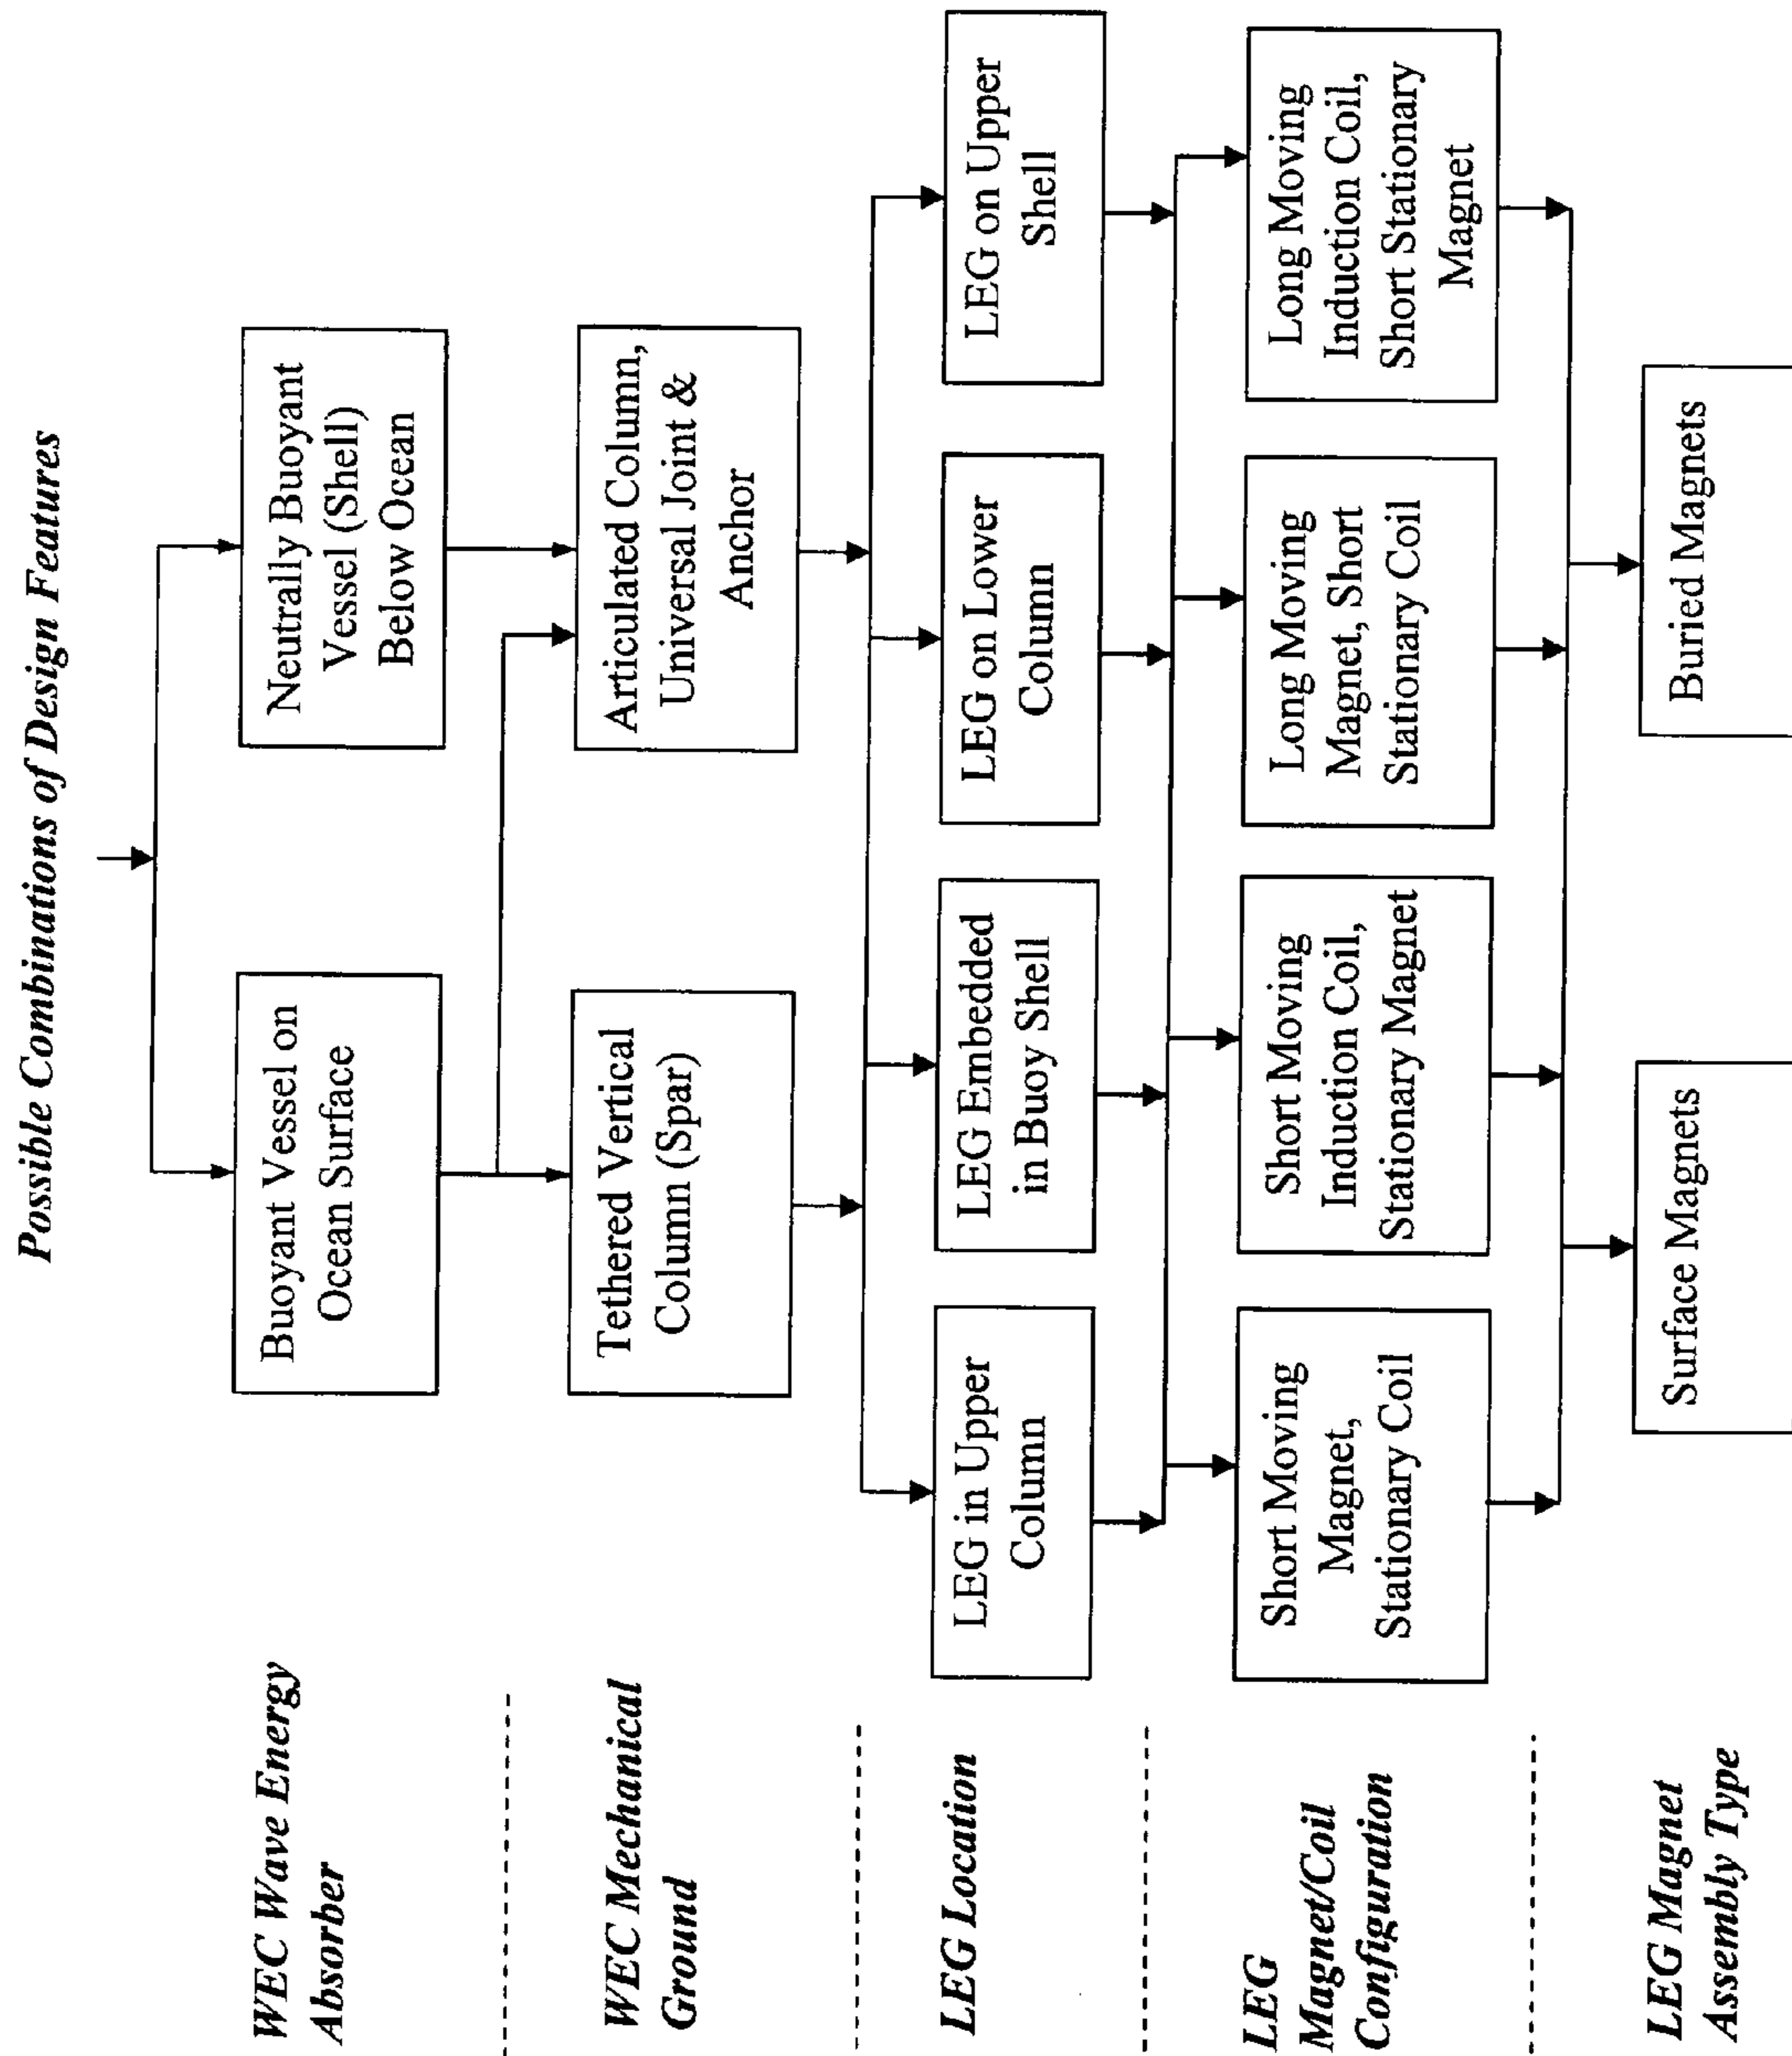 Possible Combinations of Design Features
WEC Wave Energy
Absorber
Buoyant Vessel on
Ocean Surface
Neutrally Buoyant
Vessel (Shell)
Below Ocean
WEC Mechanical
Ground
Tethered Vertical
Column (Spar)
Articulated Column,
Universal Joint &
Anchor
LEG Location
LEG in Upper
Column
LEG Embedded
in Buoy Shell
LEG on Lower
Column
LEG on Upper
Shell
LEG
Magnet/Coil
Configuration
Short Moving
Magnet,
Stationary Coil
Short Moving
Induction Coil,
Stationary Magnet
Long Moving
Magnet, Short
Stationary Coil
Long Moving
Induction Coil,
Short Stationary
Magnet
LEG Magnet
Assembly Type
Surface Magnets
Buried Magnets